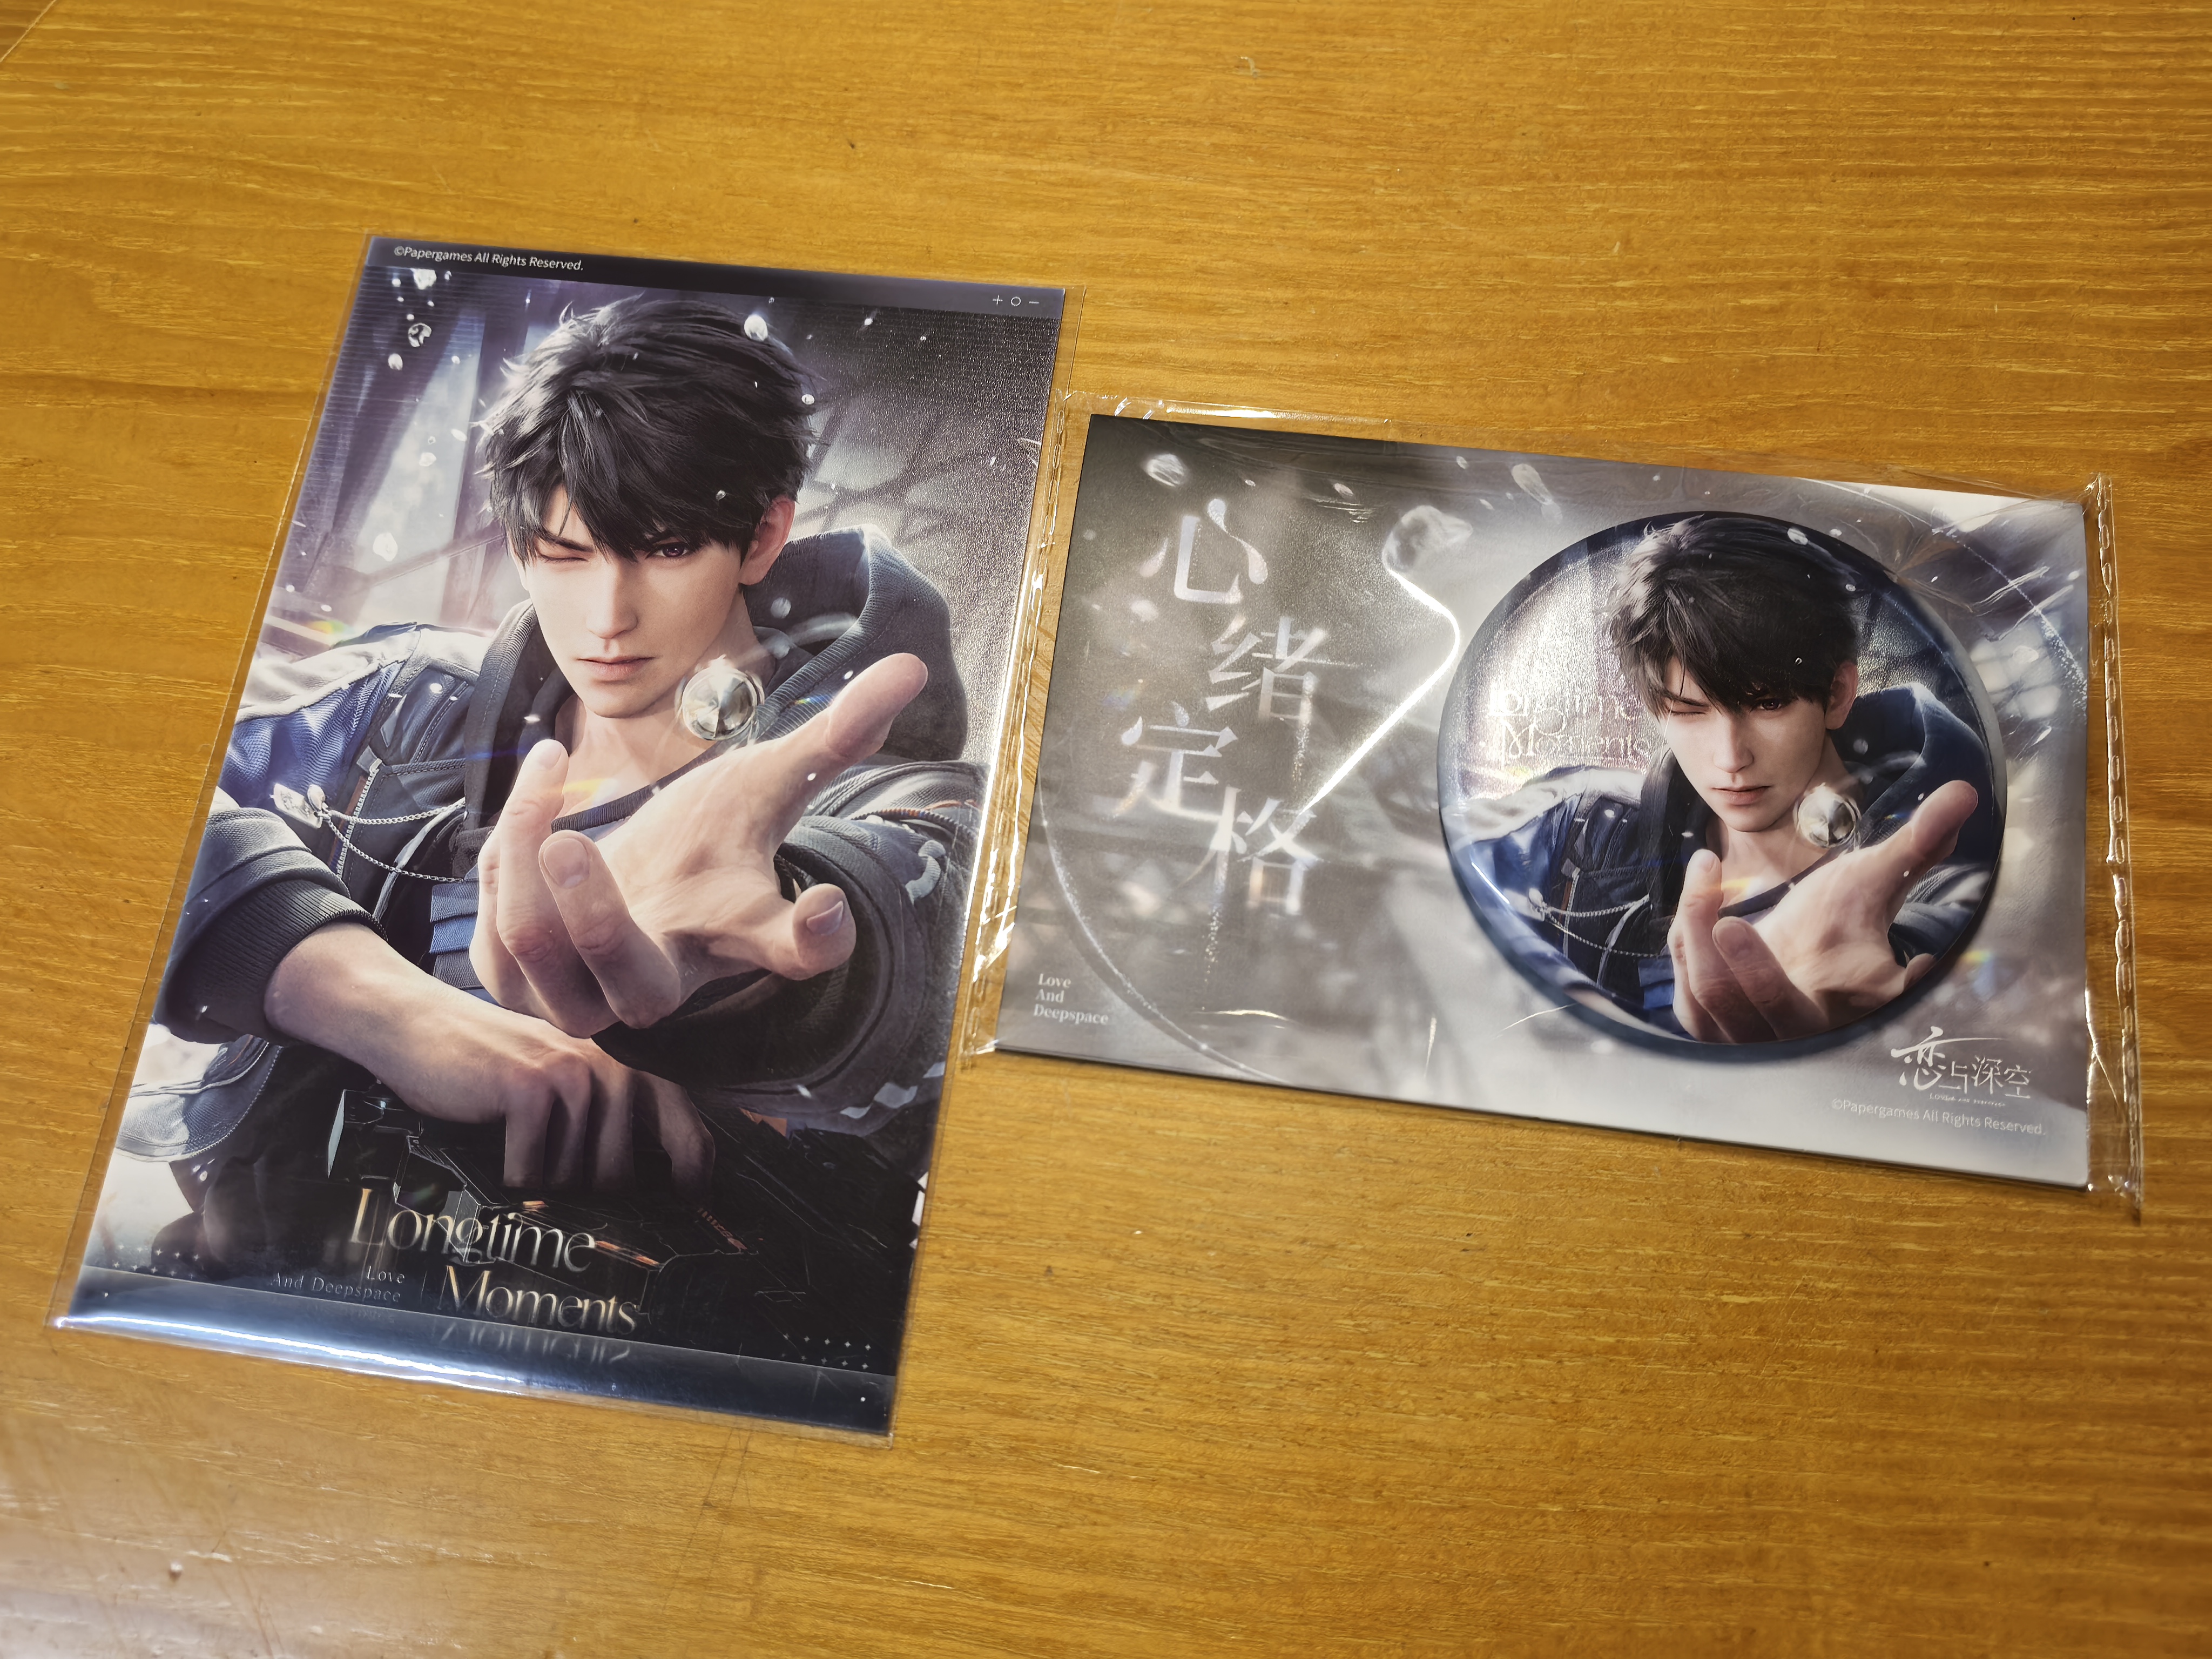 ©Papergames All Rights Reserved.
Longtime
Moments
Love
And Deepspace
心绪
定格
Longtime
Moments
Love
And
Deepspace
恋与深空
©Papergames All Rights Reserved.